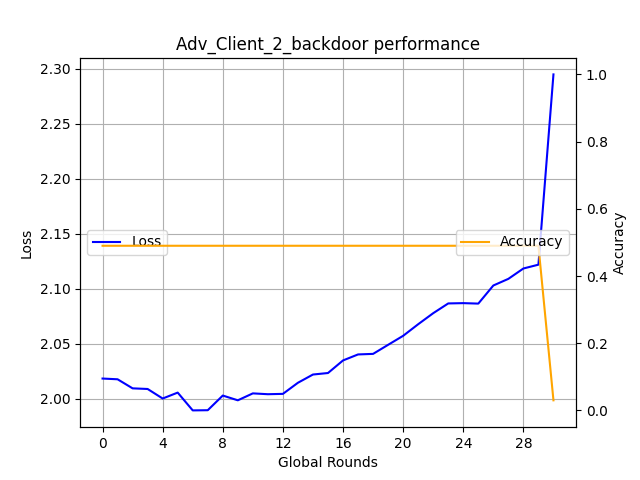 Adv_Client_2_backdoor performance
2.30
2.25
2.20
2.15
2.10
2.05
2.00
Loss
Loss
Accuracy
1.0
0.8
0.6
0.4
0.2
0.0
Accuracy
0 4 8 12 16 20 24 28
Global Rounds